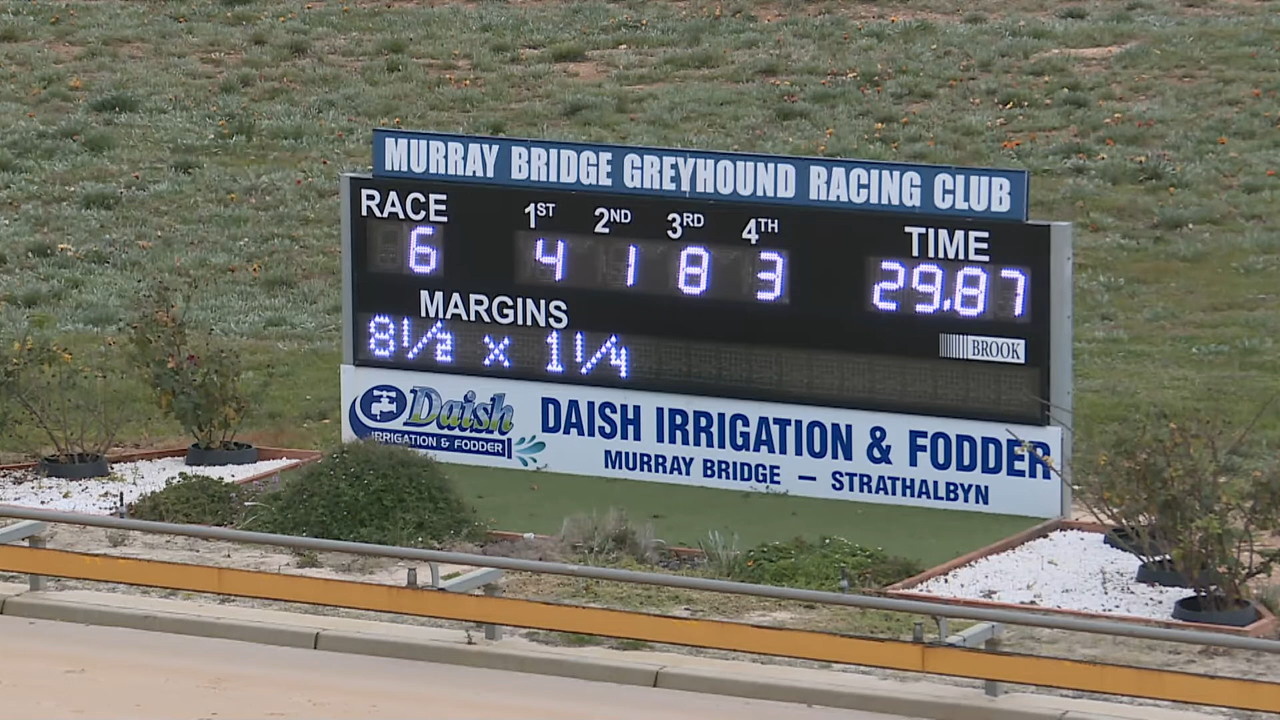 MURRAY BRIDGE GREYHOUND RACING CLUB
RACE 1ST 2ND 3RD 4TH TIME
6 4 1 8 3 29.87
MARGINS
8 1/2 x 1 1/4
BROOK
Daish
IRRIGATION & FODDER
DAISH IRRIGATION & FODDER
MURRAY BRIDGE – STRATHALBYN